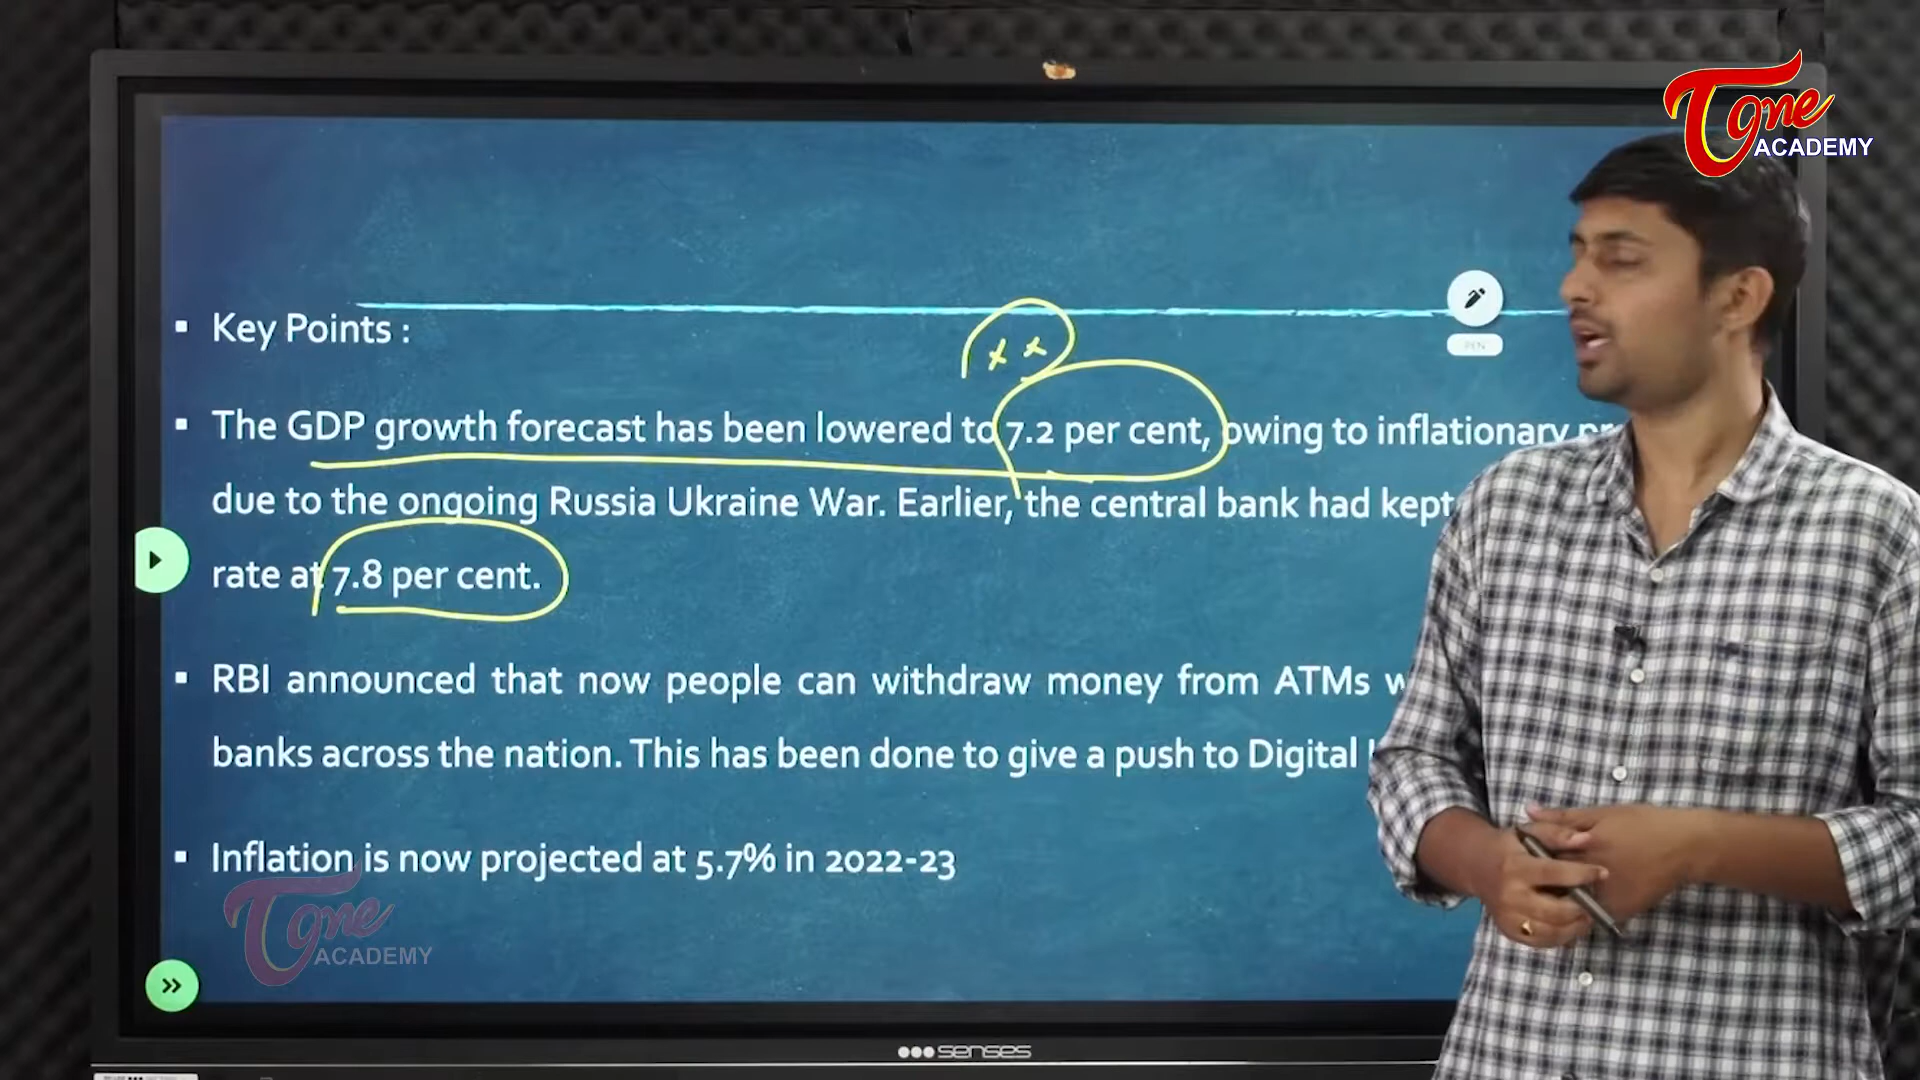 Tone
ACADEMY
Key Points :
PEN
x x
The GDP growth forecast has been lowered to 7.2 per cent, owing to inflationary
due to the ongoing Russia Ukraine War. Earlier, the central bank had kept
rate at 7.8 per cent.
RBI announced that now people can withdraw money from ATMs
banks across the nation. This has been done to give a push to Digital
Inflation is now projected at 5.7% in 2022-23
Tone
ACADEMY
senses